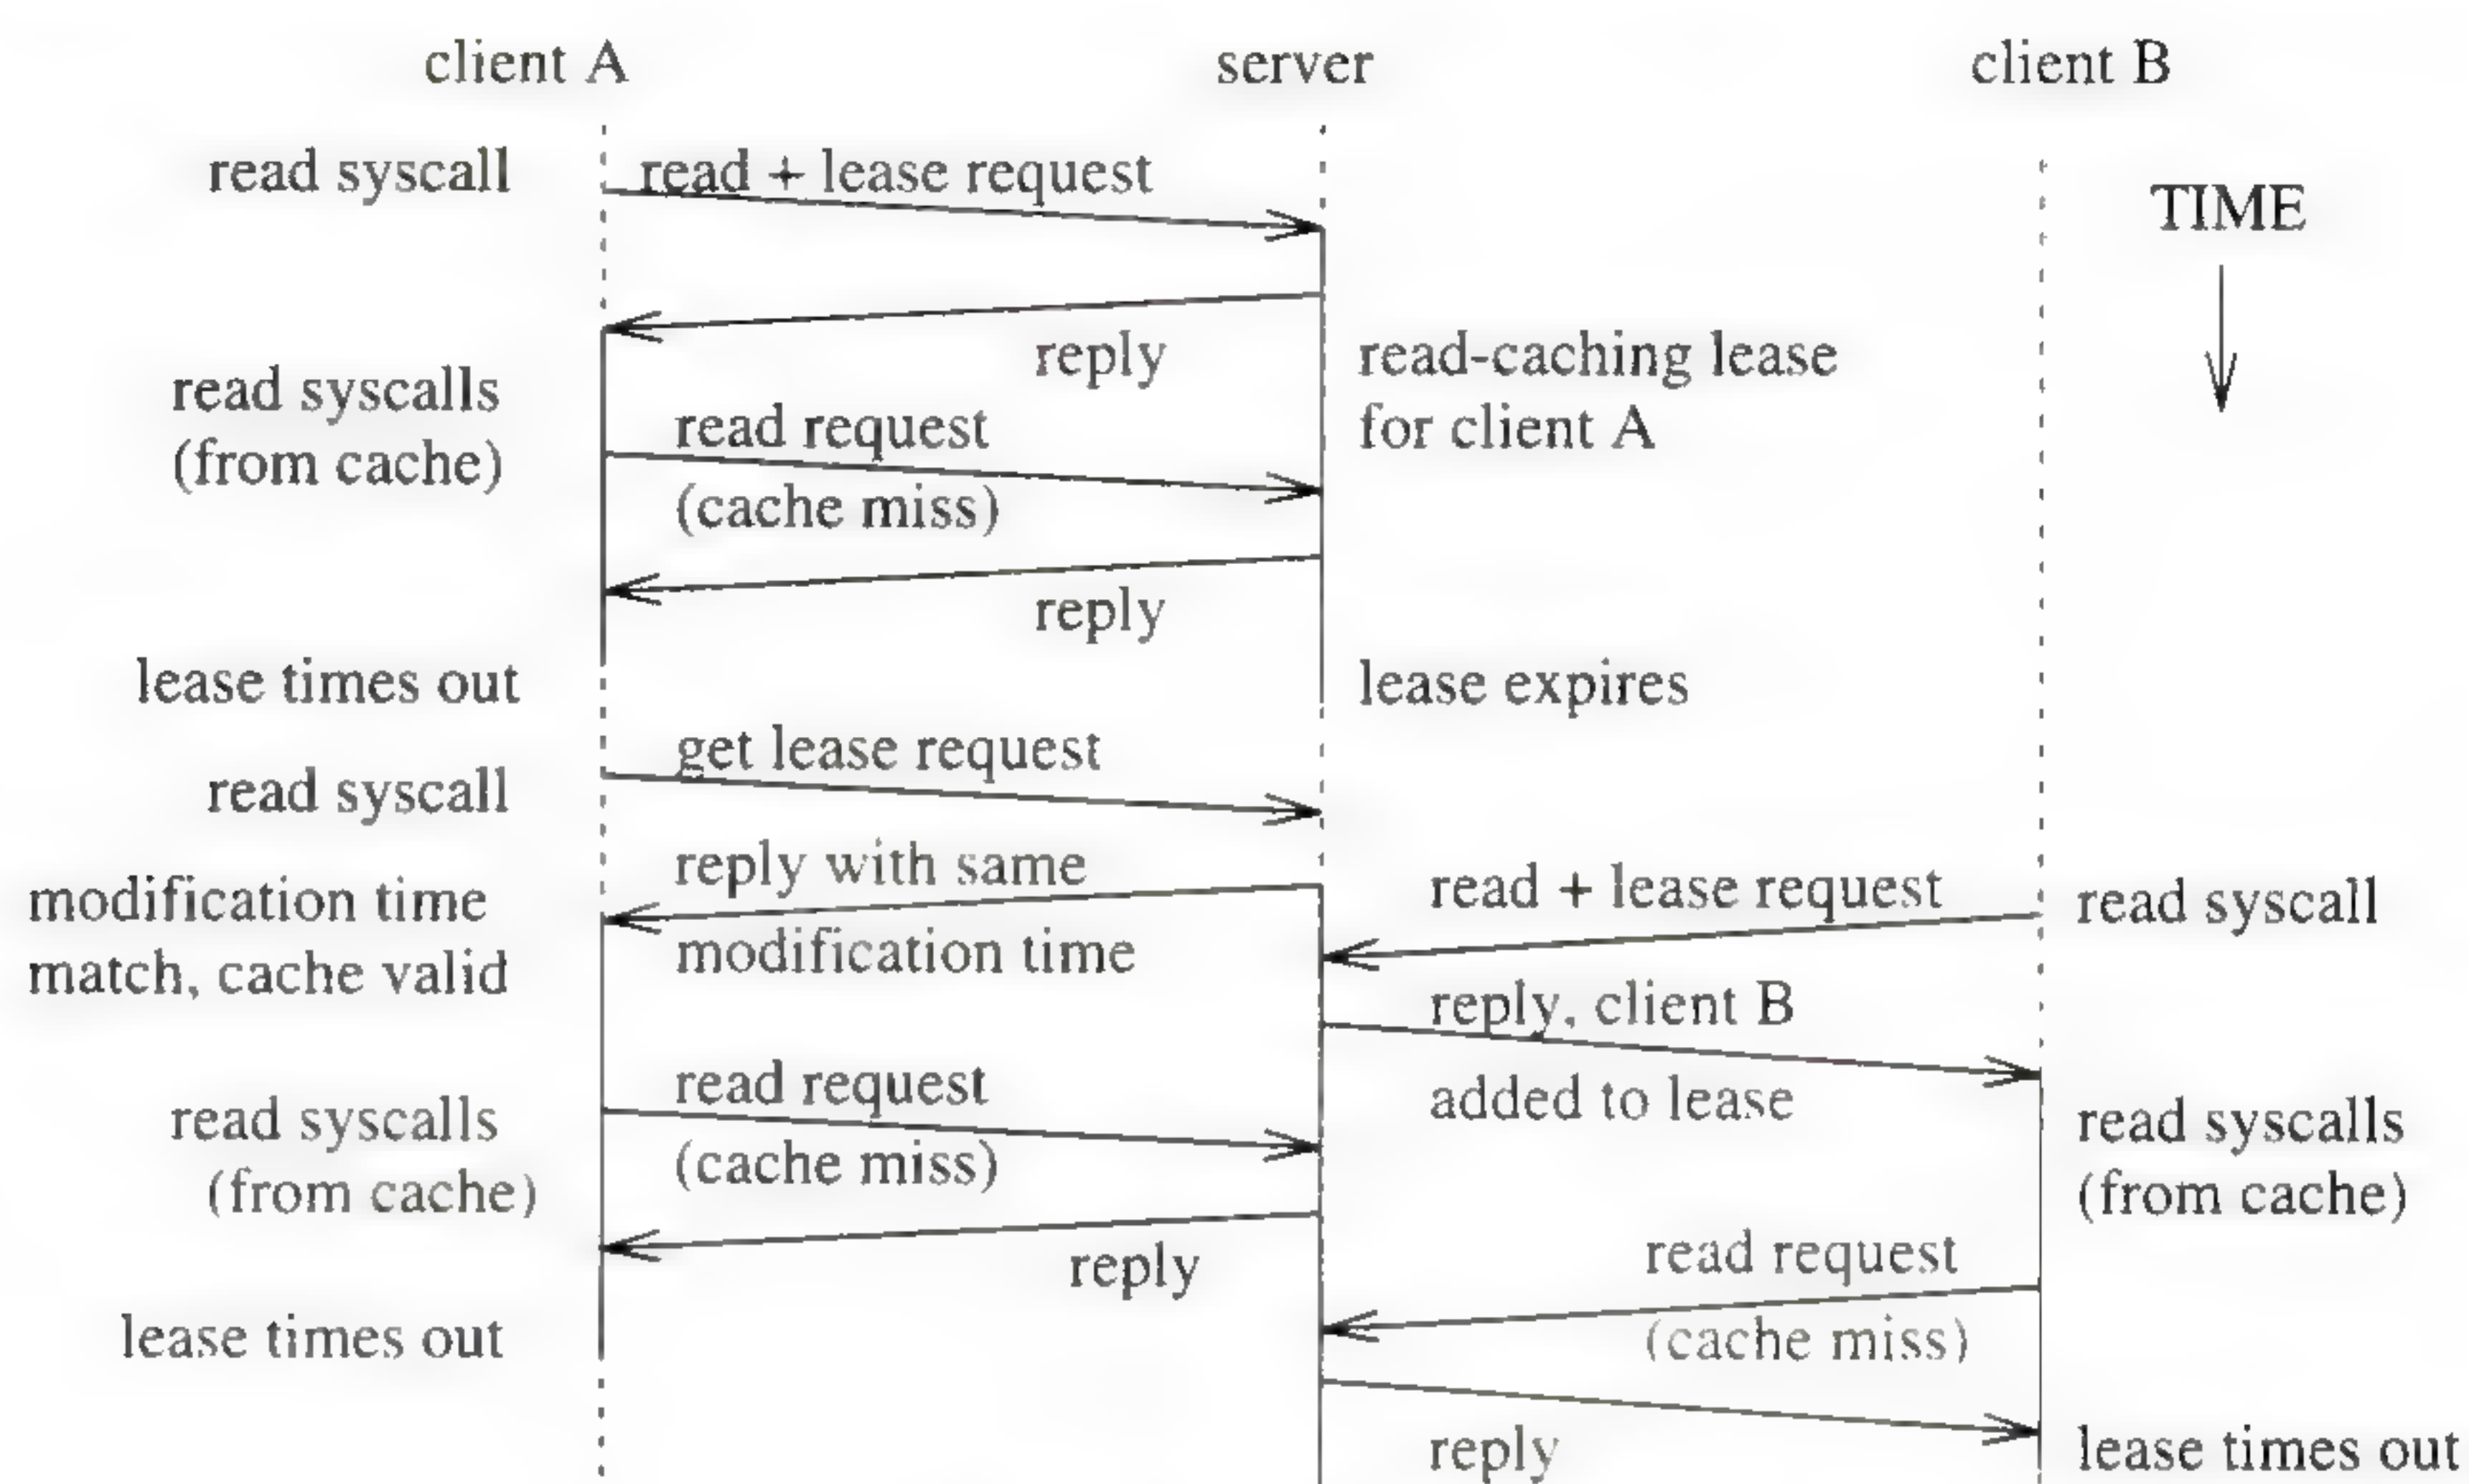 client A
server
client B
read syscall
read + lease request
TIME
reply
read-caching lease
for client A
read syscalls
(from cache)
read request
(cache miss)
reply
lease times out
lease expires
get lease request
read syscall
reply with same
modification time
modification time
match, cache valid
read + lease request
read syscall
reply, client B
added to lease
read request
(cache miss)
read syscalls
(from cache)
read syscalls
(from cache)
reply
read request
(cache miss)
lease times out
reply
lease times out